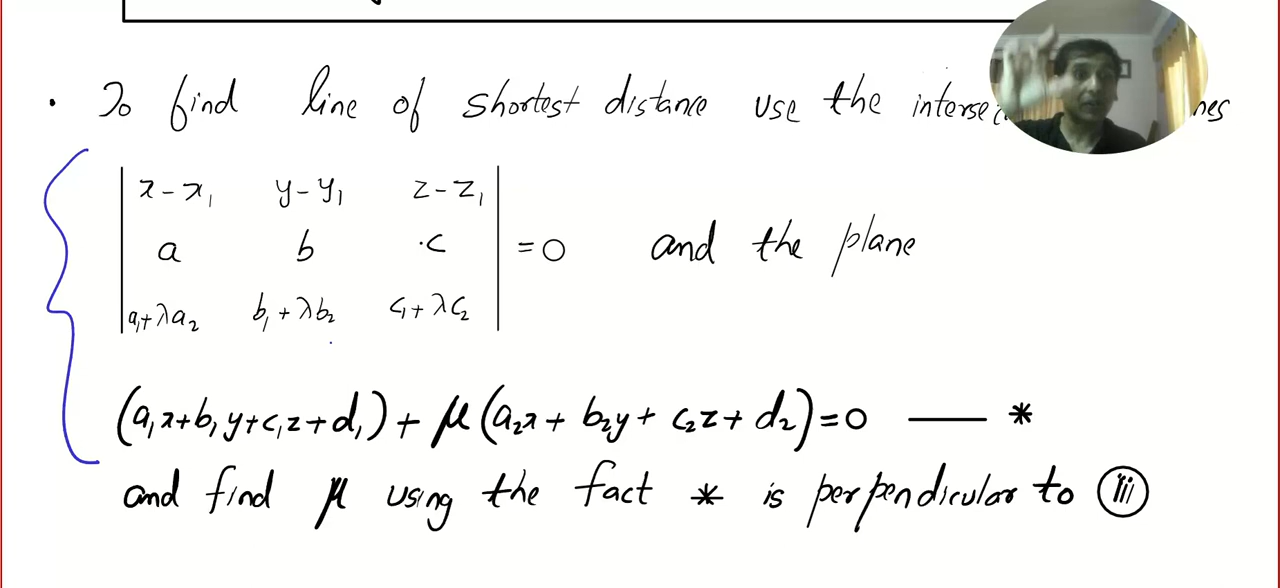 • To find line of shortest distance use the
x-x₁ y-y₁ z-z₁
a b c = 0 and the plane
a₁+λa₂ b₁+λb₂ c₁+λc₂
(a₁x+b₁y+c₁z+d₁)+μ(a₂x+b₂y+c₂z+d₂)=0 — *
and find μ using the fact * is perpendicular to (iii)